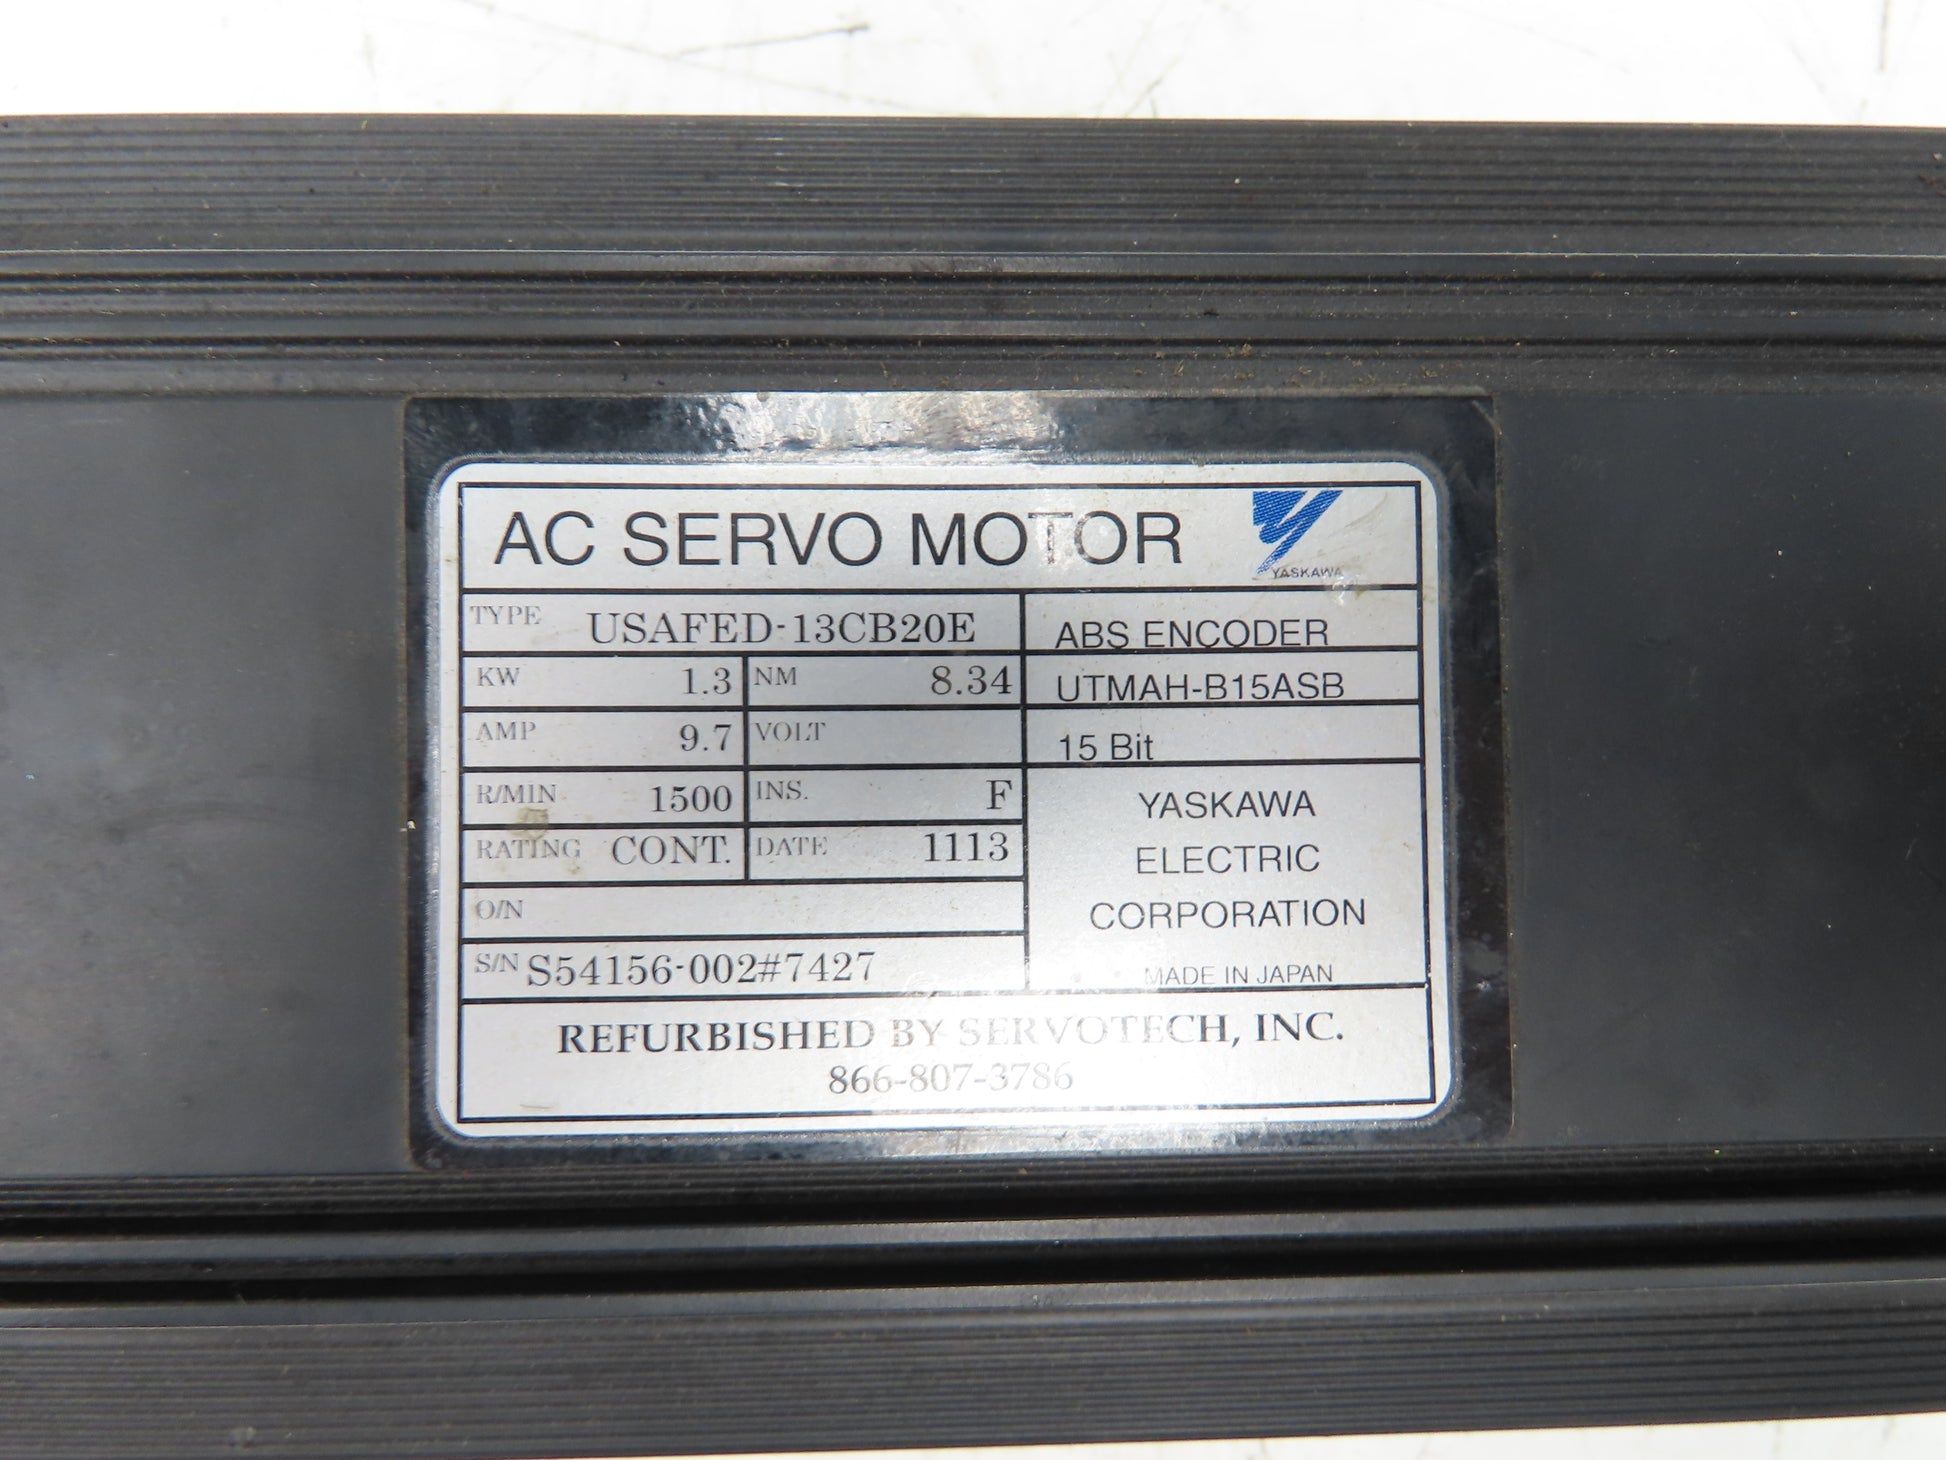 AC SERVO MOTOR
YASKAWA
TYPE USAFED-13CB20E ABS ENCODER
KW 1.3 NM 8.34 UTMAH-B15ASB
AMP 9.7 VOLT 15 Bit
R/MIN 1500 INS. F YASKAWA
RATING CONT. DATE 1113 ELECTRIC
O/N CORPORATION
S/N S54156-002#7427 MADE IN JAPAN
REFURBISHED BY SERVOTECH, INC.
866-807-3786